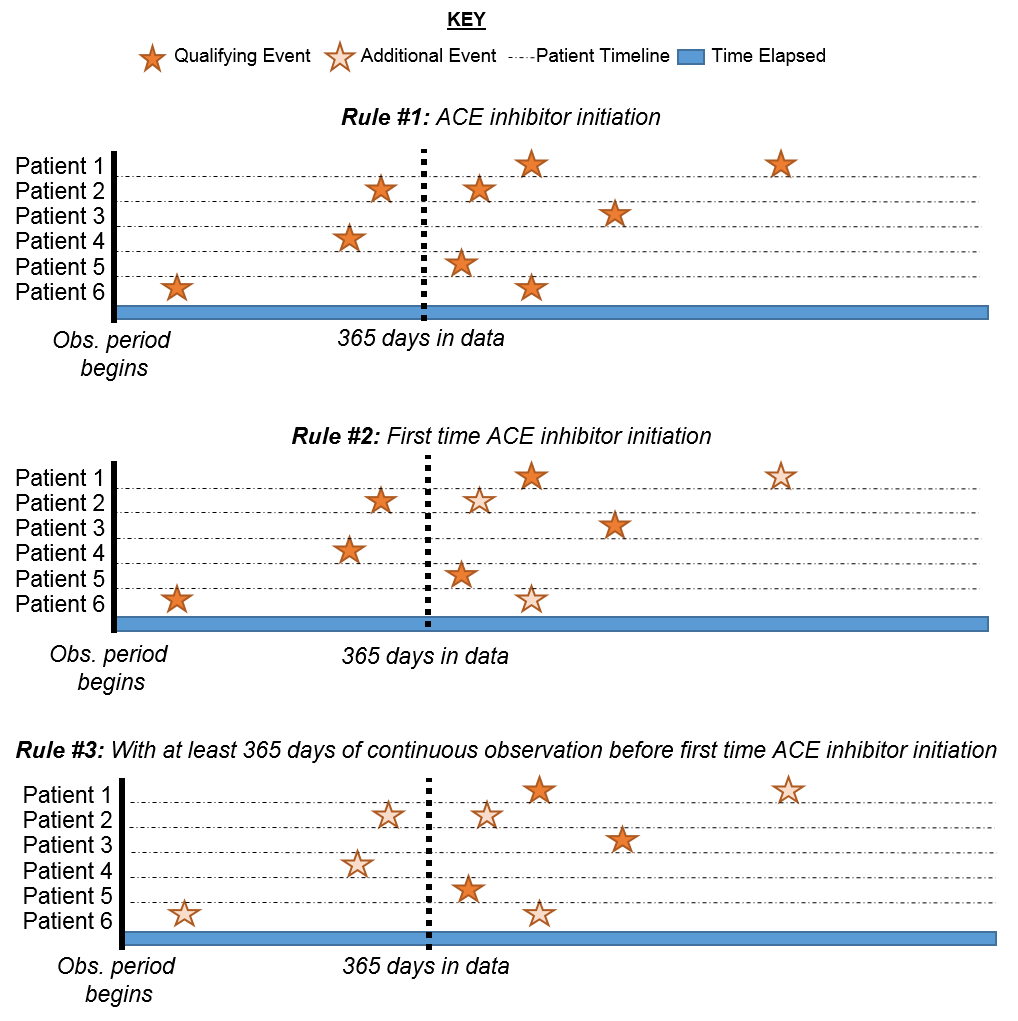 KEY
Qualifying Event Additional Event Patient Timeline Time Elapsed
Rule #1: ACE inhibitor initiation
Patient 1
Patient 2
Patient 3
Patient 4
Patient 5
Patient 6
Obs. period
begins
365 days in data
Rule #2: First time ACE inhibitor initiation
Patient 1
Patient 2
Patient 3
Patient 4
Patient 5
Patient 6
Obs. period
begins
365 days in data
Rule #3: With at least 365 days of continuous observation before first time ACE inhibitor initiation
Patient 1
Patient 2
Patient 3
Patient 4
Patient 5
Patient 6
Obs. period
begins
365 days in data